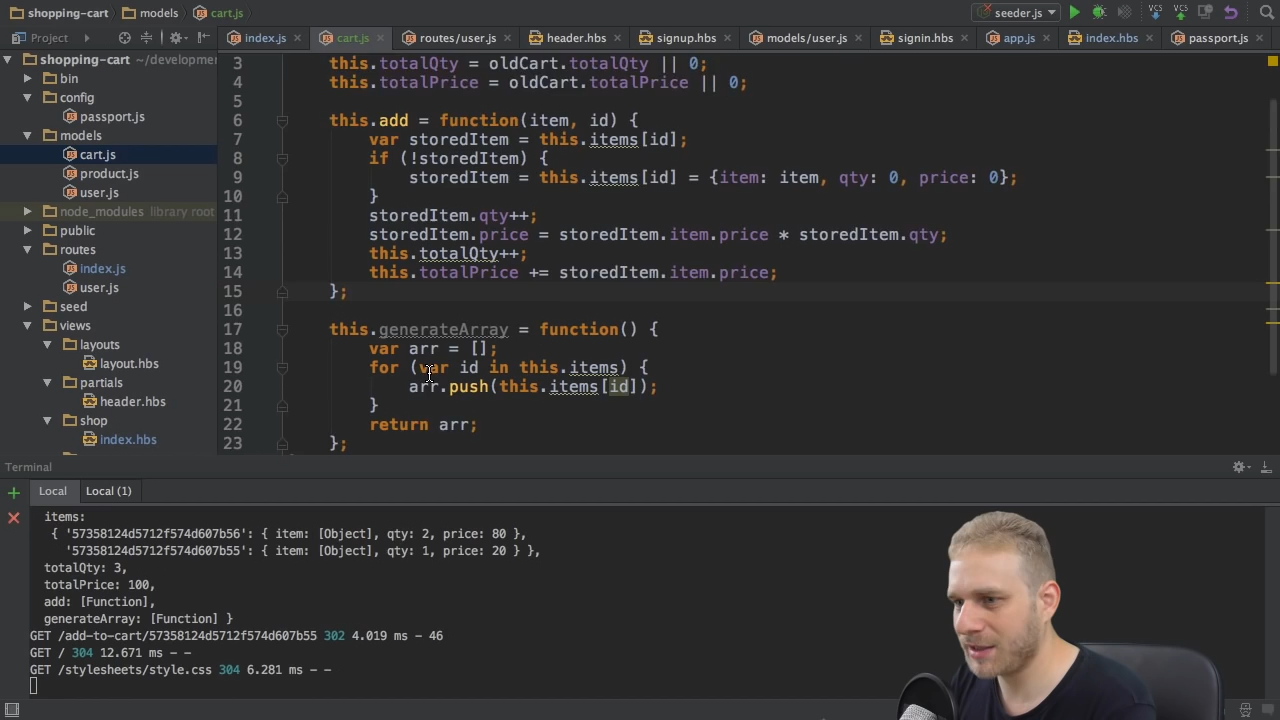 shopping-cart models cart.js seeder.js VCS VCS
Project index.js cart.js routes/user.js header.hbs signup.hbs models/user.js signin.hbs app.js index.hbs passport.js
shopping-cart ~/developmer
bin
config
passport.js
models
cart.js
product.js
user.js
node_modules library root
public
routes
index.js
user.js
seed
views
layouts
layout.hbs
partials
header.hbs
shop
index.hbs
3 this.totalQty = oldCart.totalQty || 0;
4 this.totalPrice = oldCart.totalPrice || 0;
5
6 this.add = function(item, id) {
7 var storedItem = this.items[id];
8 if (!storedItem) {
9 storedItem = this.items[id] = {item: item, qty: 0, price: 0};
10 }
11 storedItem.qty++;
12 storedItem.price = storedItem.item.price * storedItem.qty;
13 this.totalQty++;
14 this.totalPrice += storedItem.item.price;
15 };
16
17 this.generateArray = function() {
18 var arr = [];
19 for (var id in this.items) {
20 arr.push(this.items[id]);
21 }
22 return arr;
23 };
Terminal
Local Local (1)
items:
{ '57358124d5712f574d607b56': { item: [Object], qty: 2, price: 80 },
'57358124d5712f574d607b55': { item: [Object], qty: 1, price: 20 } },
totalQty: 3,
totalPrice: 100,
add: [Function],
generateArray: [Function] }
GET /add-to-cart/57358124d5712f574d607b55 302 4.019 ms - 46
GET / 304 12.671 ms - -
GET /stylesheets/style.css 304 6.281 ms - -